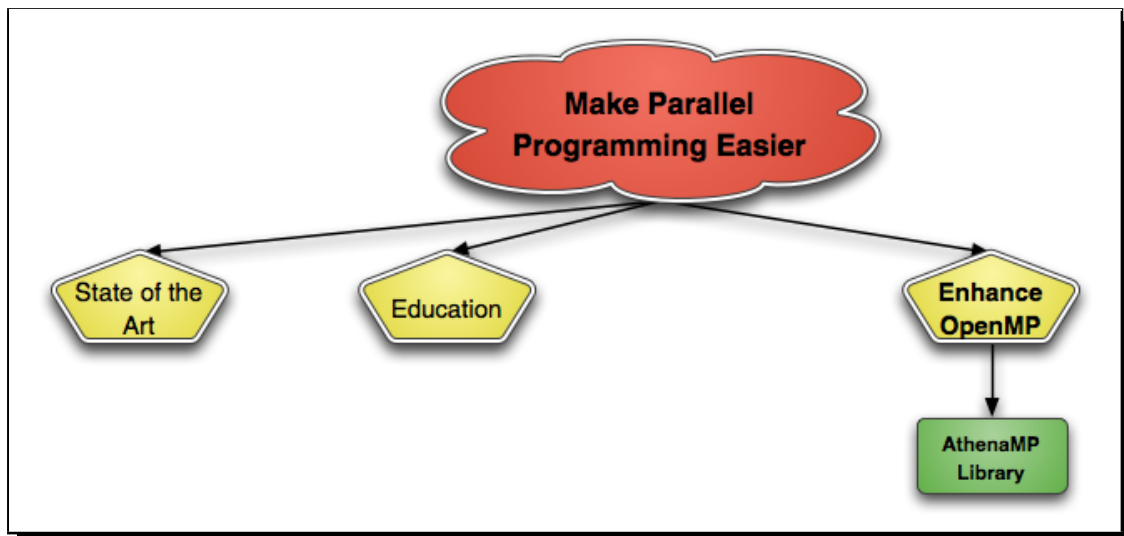 Make Parallel
Programming Easier
State of the
Art
Education
Enhance
OpenMP
AthenaMP
Library